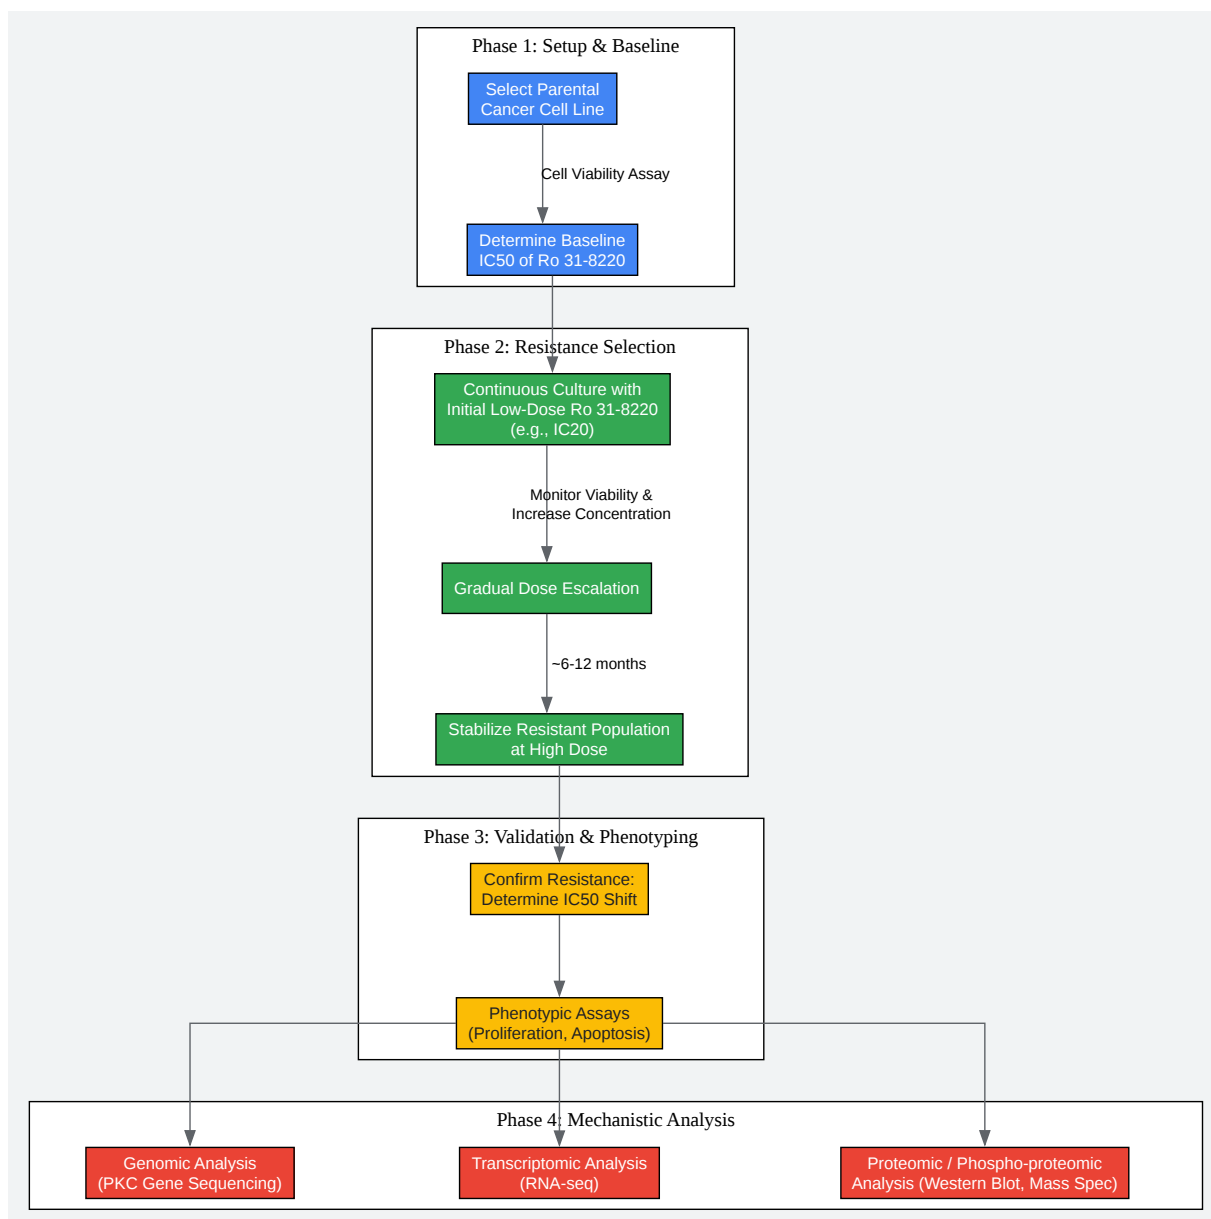 Phase 1: Setup & Baseline
Select Parental
Cancer Cell Line
Cell Viability Assay
Determine Baseline
IC50 of Ro 31-8220
Phase 2: Resistance Selection
Continuous Culture with
Initial Low-Dose Ro 31-8220
(e.g., IC20)
Monitor Viability &
Increase Concentration
Gradual Dose Escalation
~6-12 months
Stabilize Resistant Population
at High Dose
Phase 3: Validation & Phenotyping
Confirm Resistance:
Determine IC50 Shift
Phenotypic Assays
(Proliferation, Apoptosis)
Phase 4: Mechanistic Analysis
Genomic Analysis
(PKC Gene Sequencing)
Transcriptomic Analysis
(RNA-seq)
Proteomic / Phospho-proteomic
Analysis (Western Blot, Mass Spec)